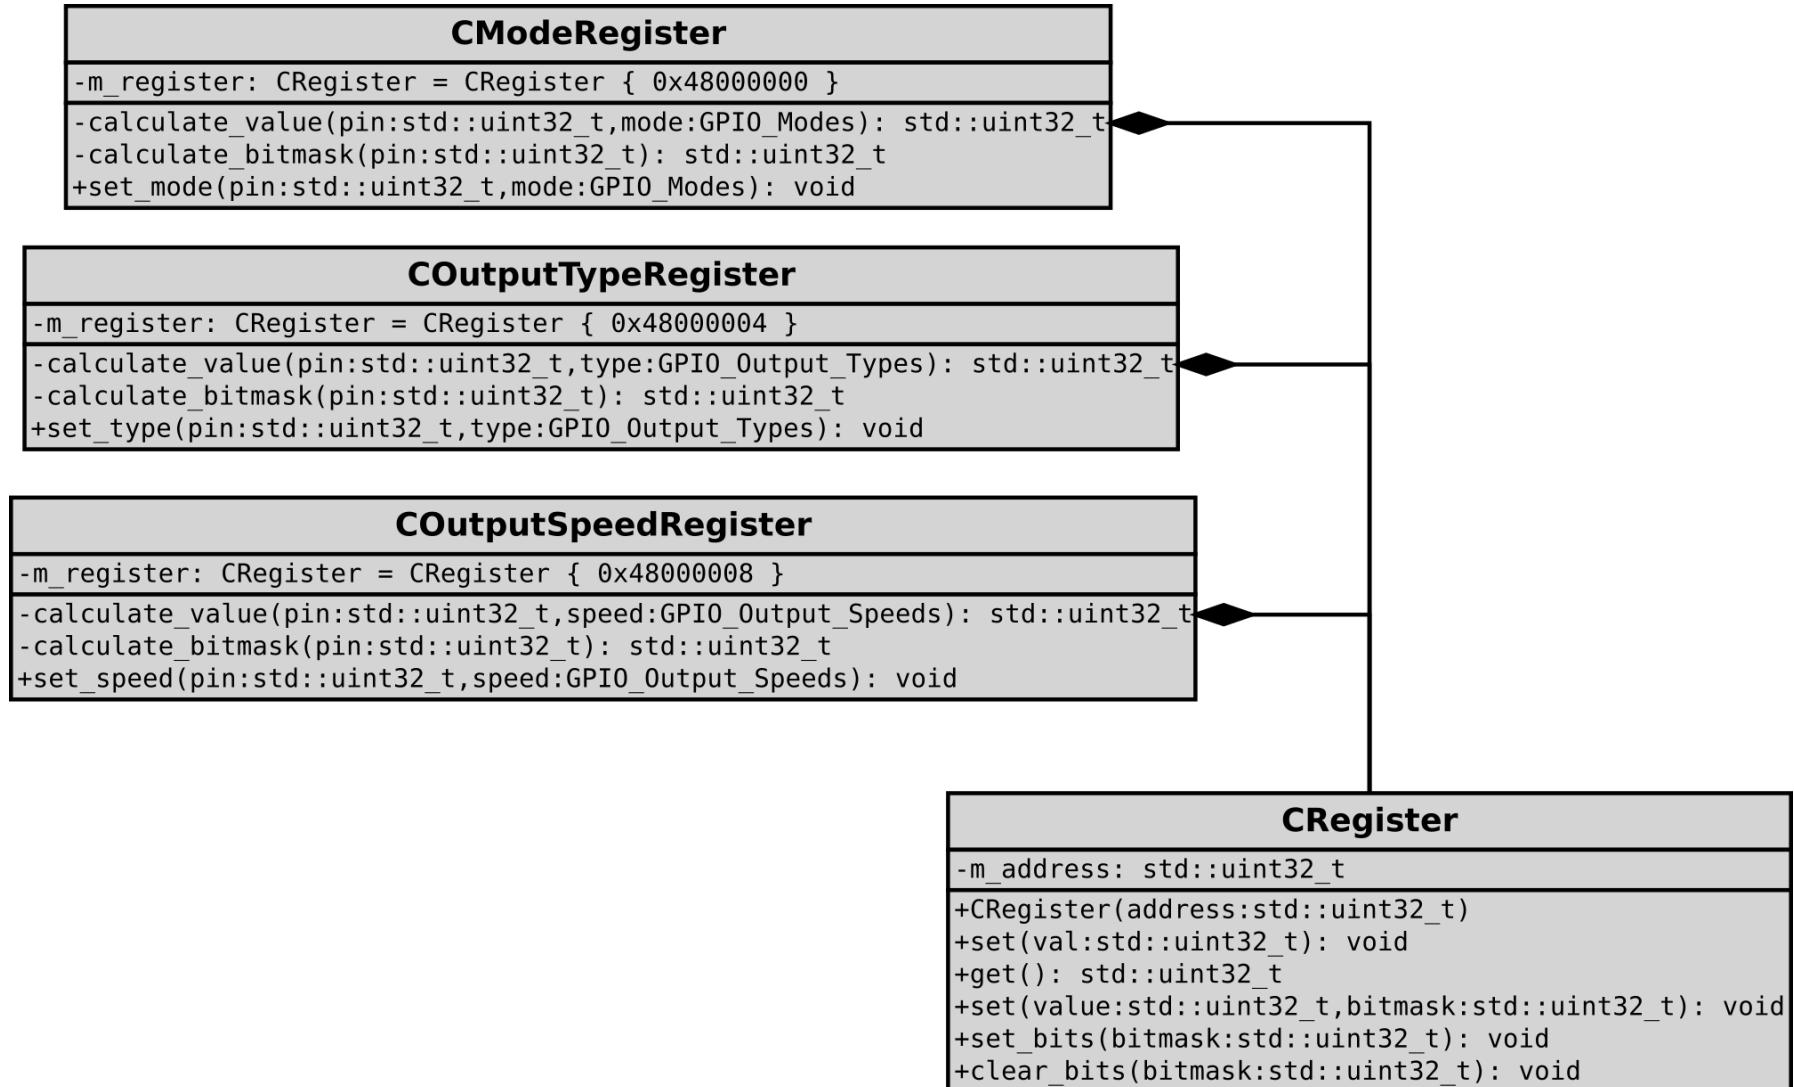 CModeRegister
-m_register: CRegister = CRegister { 0x48000000 }
-calculate_value(pin:std::uint32_t,mode:GPIO_Modes): std::uint32_t
-calculate_bitmask(pin:std::uint32_t): std::uint32_t
+set_mode(pin:std::uint32_t,mode:GPIO_Modes): void
COutputTypeRegister
-m_register: CRegister = CRegister { 0x48000004 }
-calculate_value(pin:std::uint32_t,type:GPIO_Output_Types): std::uint32_t
-calculate_bitmask(pin:std::uint32_t): std::uint32_t
+set_type(pin:std::uint32_t,type:GPIO_Output_Types): void
COutputSpeedRegister
-m_register: CRegister = CRegister { 0x48000008 }
-calculate_value(pin:std::uint32_t,speed:GPIO_Output_Speeds): std::uint32_t
-calculate_bitmask(pin:std::uint32_t): std::uint32_t
+set_speed(pin:std::uint32_t,speed:GPIO_Output_Speeds): void
CRegister
-m_address: std::uint32_t
+CRegister(address:std::uint32_t)
+set(val:std::uint32_t): void
+get(): std::uint32_t
+set(value:std::uint32_t,bitmask:std::uint32_t): void
+set_bits(bitmask:std::uint32_t): void
+clear_bits(bitmask:std::uint32_t): void